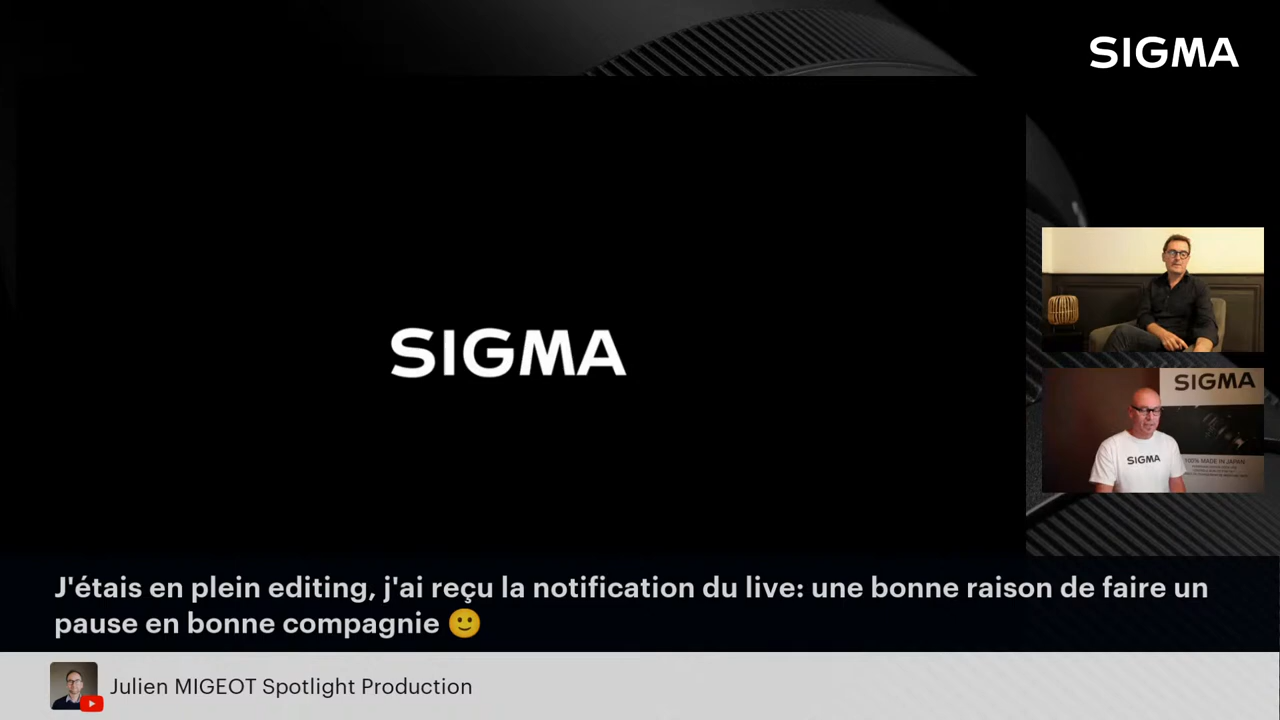 SIGMA
SIGMA
SIGMA
SIGMA
100% MADE IN JAPAN
J'étais en plein editing, j'ai reçu la notification du live: une bonne raison de faire un
pause en bonne compagnie 🙂
Julien MIGEOT Spotlight Production